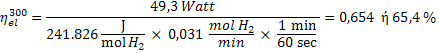 η_el^300 = 49,3 Watt / (241.826 J/mol H₂ × 0,031 mol H₂/min × 1 min/60 sec) = 0,654 ή 65,4 %